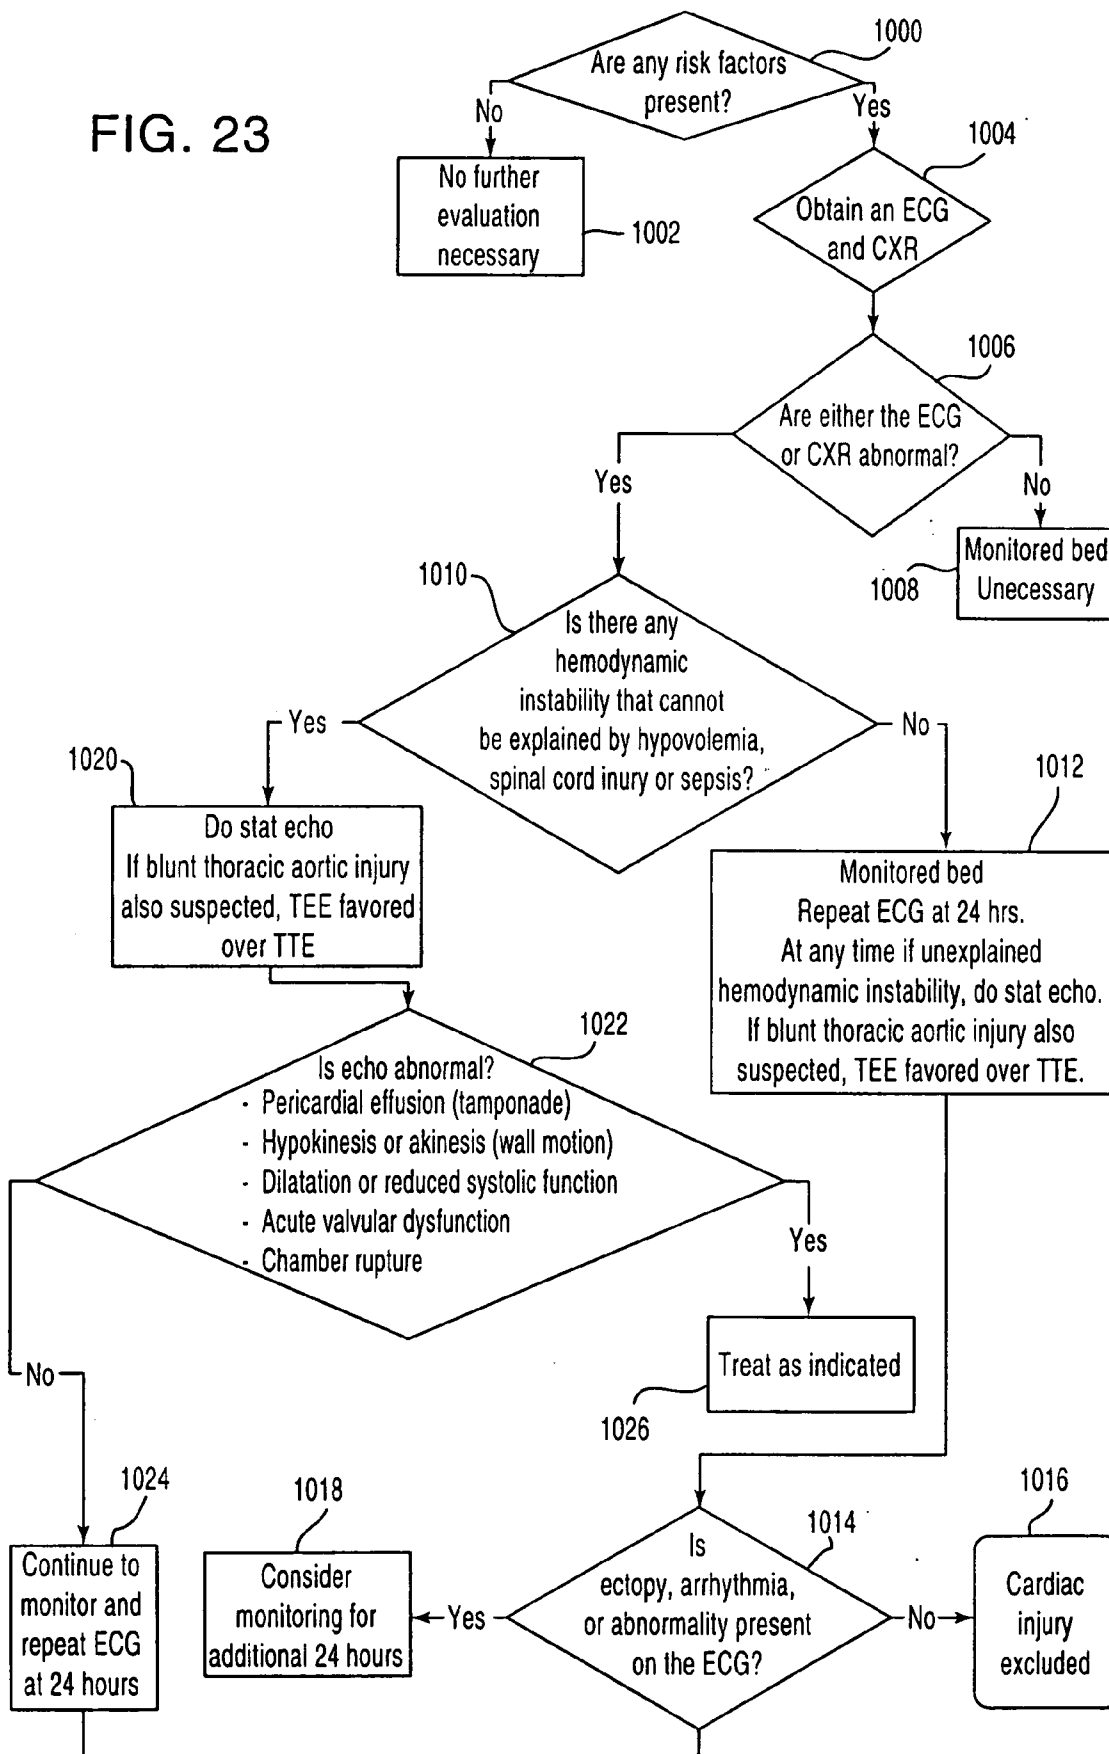 FIG. 23
1000
Are any risk factors
present?
No
Yes
1004
No further
evaluation
necessary
1002
Obtain an ECG
and CXR
1006
Are either the ECG
or CXR abnormal?
Yes
No
1008
Monitored bed
Unecessary
1010
Is there any
hemodynamic
instability that cannot
be explained by hypovolemia,
spinal cord inury or sepsis?
Yes
No
1020
Do stat echo
If blunt thoracic aortic injury
also suspected, TEE favored
over TTE
1012
Monitored bed
Repeat ECG at 24 hrs.
At any time if unexplained
hemodynamic instability, do stat echo.
If blunt thoracic aortic injury also
suspected, TEE favored over TTE.
1022
Is echo abnormal?
- Pericardial effusion (tamponade)
- Hypokinesis or akinesis (wall motion)
- Dilatation or reduced systolic function
- Acute valvular dysfunction
- Chamber rupture
Yes
No
Treat as indicated
1026
1024
Continue to
monitor and
repeat ECG
at 24 hours
1018
Consider
monitoring for
additional 24 hours
Yes
1014
Is
ectopy, arrhythmia,
or abnormality present
on the ECG?
No
1016
Cardiac
injury
excluded